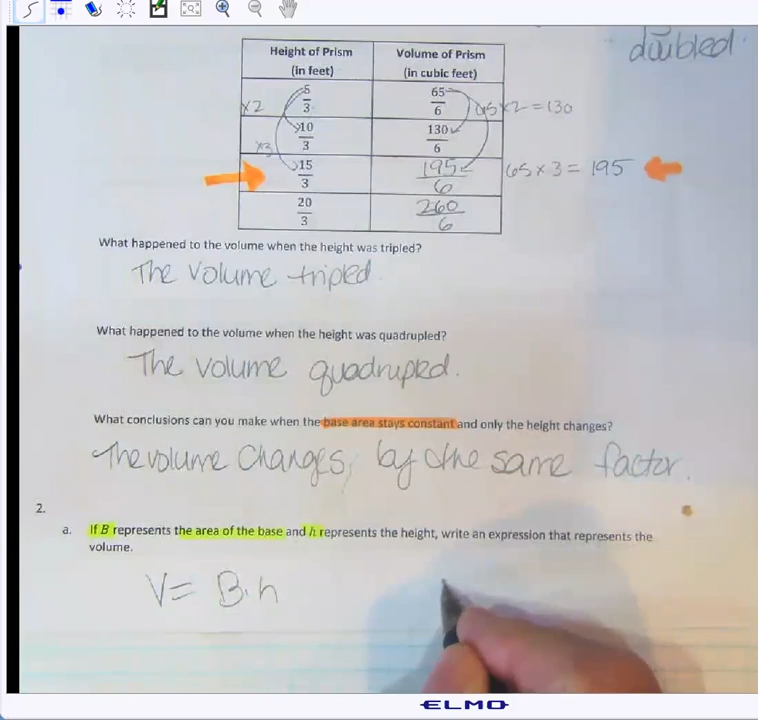 doubled.
Height of Prism (in feet) Volume of Prism (in cubic feet)
x2 5/3 65/6 65x2=130
x3 10/3 130/6
15/3 195/6 65x3=195
20/3 260/6
What happened to the volume when the height was tripled?
The volume tripled.
What happened to the volume when the height was quadrupled?
The volume quadrupled.
What conclusions can you make when the base area stays constant and only the height changes?
The volume changes, by the same factor.
2.
a. If B represents the area of the base and h represents the height, write an expression that represents the
volume.
V= B.h
ELMO